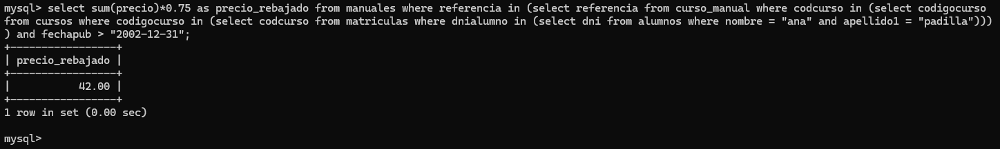 mysql> select sum(precio)*0.75 as precio_rebajado from manuales where referencia in (select referencia from curso_manual where codcurso in (select codigocurso
from cursos where codigocurso in (select codcurso from matriculas where dnialumno in (select dni from alumnos where nombre = "ana" and apellido1 = "padilla")))
) and fechapub > "2002-12-31";
+-----------------+
| precio_rebajado |
+-----------------+
|           42.00 |
+-----------------+
1 row in set (0.00 sec)

mysql>